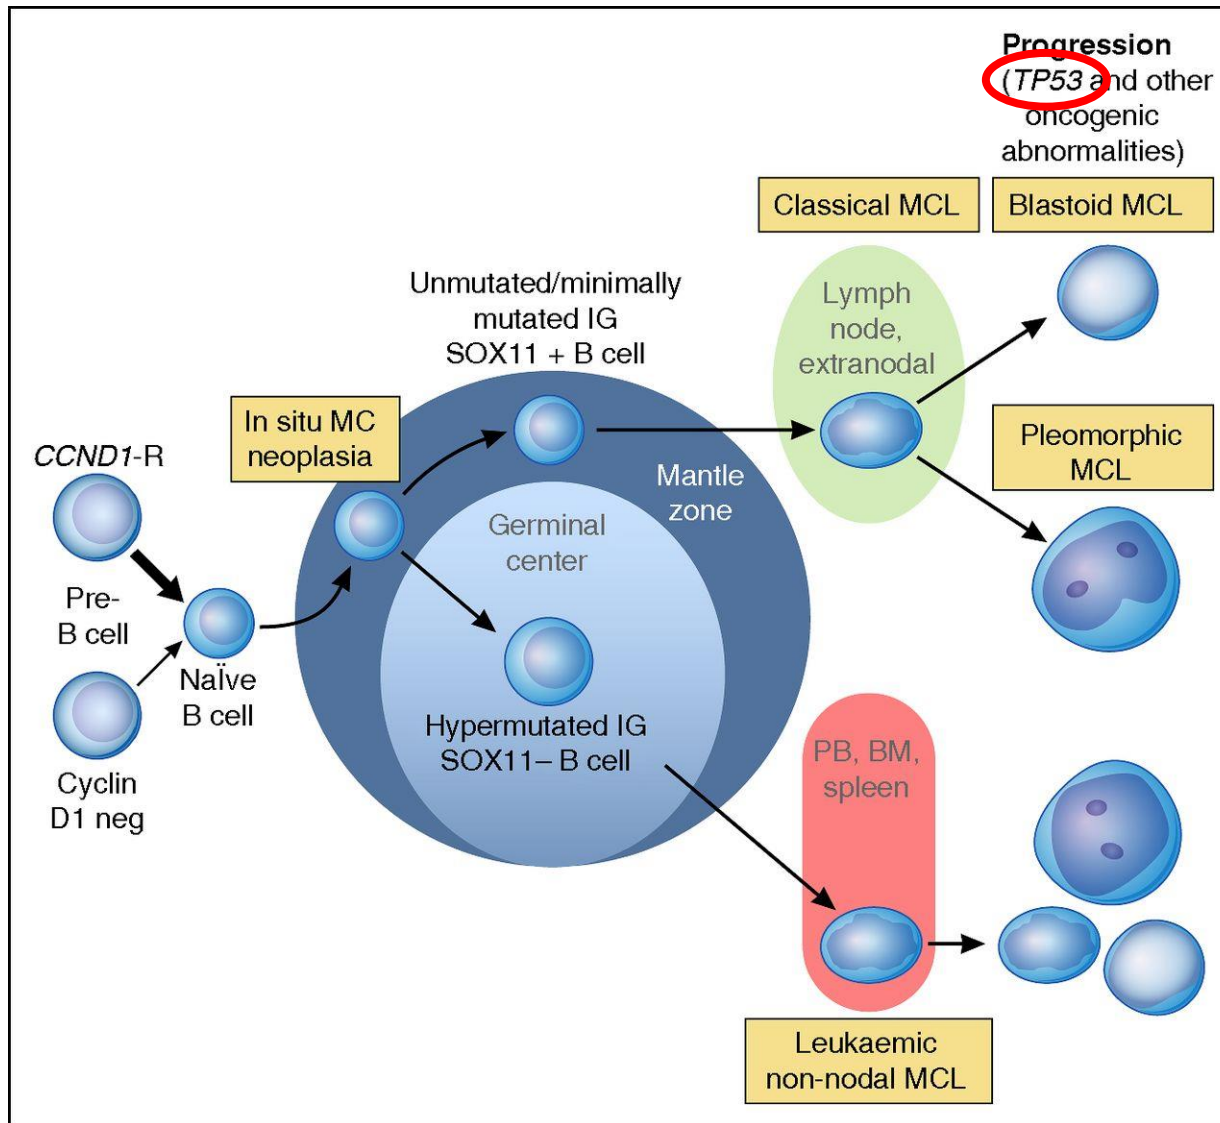 Progression
(TP53 and other
oncogenic
abnormalities)
Classical MCL
Blastoid MCL
Unmutated/minimally
mutated IG
SOX11 + B cell
Lymph
node,
extranodal
In situ MC
neoplasia
CCND1-R
Pleomorphic
MCL
Mantle
zone
Germinal
center
Pre-
B cell
NaÏve
B cell
Cyclin
D1 neg
Hypermutated IG
SOX11– B cell
PB, BM,
spleen
Leukaemic
non-nodal MCL